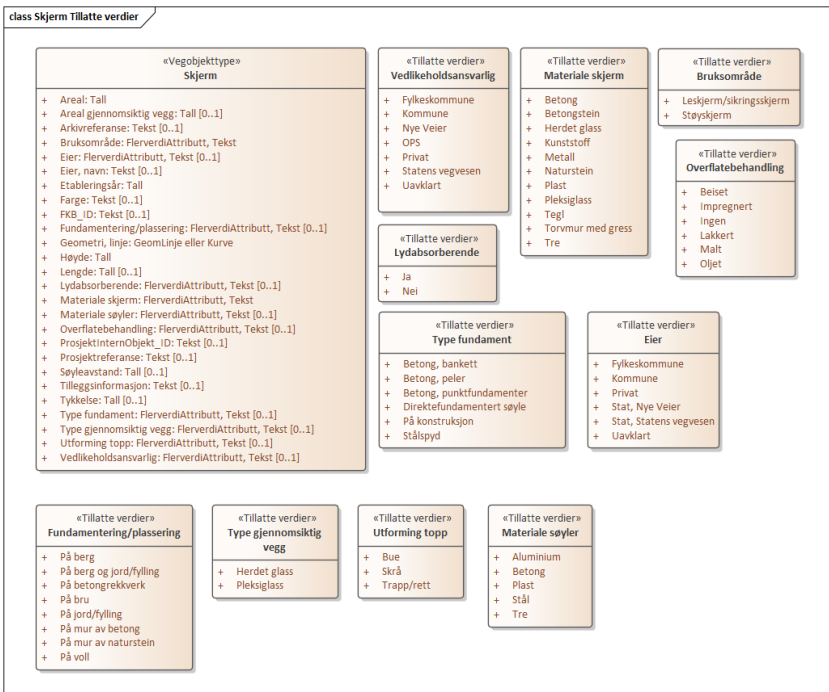 class Skjerm Tillatte verdier
«Vegobjekttype»
Skjerm
+ Areal: Tall
+ Areal gjennomsiktig vegg: Tall [0..1]
+ Arkivreferanse: Tekst [0..1]
+ Bruksområde: FlerverdiAttributt, Tekst
+ Eier: FlerverdiAttributt, Tekst [0..1]
+ Eier, navn: Tekst [0..1]
+ Etableringsår: Tall
+ Farge: Tekst [0..1]
+ FKB_ID: Tekst [0..1]
+ Fundamentering/plassering: FlerverdiAttributt, Tekst [0..1]
+ Geometri, linje: GeomLinje eller Kurve
+ Høyde: Tall
+ Lengde: Tall [0..1]
+ Lydabsorberende: FlerverdiAttributt, Tekst [0..1]
+ Materiale skjerm: FlerverdiAttributt, Tekst
+ Materiale søyler: FlerverdiAttributt, Tekst [0..1]
+ Overflatebehandling: FlerverdiAttributt, Tekst [0..1]
+ ProsjektInternObjekt_ID: Tekst [0..1]
+ Prosjektreferanse: Tekst [0..1]
+ Søyleavstand: Tall [0..1]
+ Tilleggsinformasjon: Tekst [0..1]
+ Tykkelse: Tall [0..1]
+ Type fundament: FlerverdiAttributt, Tekst [0..1]
+ Type gjennomsiktig vegg: FlerverdiAttributt, Tekst [0..1]
+ Utforming topp: FlerverdiAttributt, Tekst [0..1]
+ Vedlikeholdsansvarlig: FlerverdiAttributt, Tekst [0..1]
«Tillatte verdier»
Vedlikeholdsansvarlig
+ Fylkeskommune
+ Kommune
+ Nye Veier
+ OPS
+ Privat
+ Statens vegvesen
+ Uavklart
«Tillatte verdier»
Materiale skjerm
+ Betong
+ Betongstein
+ Herdet glass
+ Kunststoff
+ Metall
+ Naturstein
+ Plast
+ Pleksiglass
+ Tegl
+ Torvmur med gress
+ Tre
«Tillatte verdier»
Bruksområde
+ Leskjerm/sikringsskjerm
+ Støyskjerm
«Tillatte verdier»
Overflatebehandling
+ Beiset
+ Impregnert
+ Ingen
+ Lakkert
+ Malt
+ Oljet
«Tillatte verdier»
Lydabsorberende
+ Ja
+ Nei
«Tillatte verdier»
Type fundament
+ Betong, bankett
+ Betong, peler
+ Betong, punktfundamenter
+ Direktefundamentert søyle
+ På konstruksjon
+ Stålspyd
«Tillatte verdier»
Eier
+ Fylkeskommune
+ Kommune
+ Privat
+ Stat, Nye Veier
+ Stat, Statens vegvesen
+ Uavklart
«Tillatte verdier»
Fundamentering/plassering
+ På berg
+ På berg og jord/fylling
+ På betongrekkverk
+ På bru
+ På jord/fylling
+ På mur av betong
+ På mur av naturstein
+ På voll
«Tillatte verdier»
Type gjennomsiktig
vegg
+ Herdet glass
+ Pleksiglass
«Tillatte verdier»
Utforming topp
+ Bue
+ Skrå
+ Trapp/rett
«Tillatte verdier»
Materiale søyler
+ Aluminium
+ Betong
+ Plast
+ Stål
+ Tre